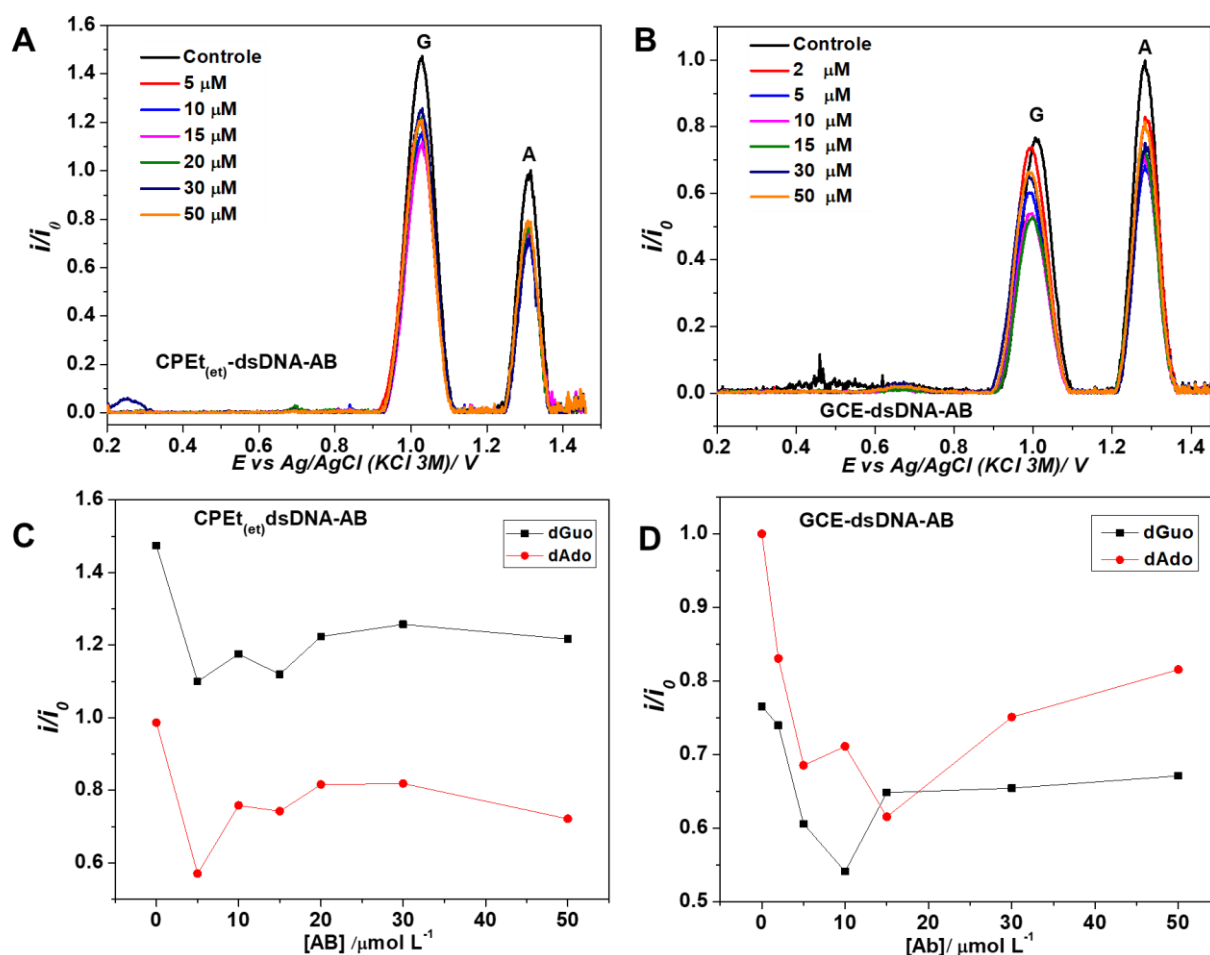 A
1.6
1.4
1.2
1.0
0.8
0.6
0.4
0.2
0.0
i/i0
Controle
5 μM
10 μM
15 μM
20 μM
30 μM
50 μM
G
A
CPEt(et)-dsDNA-AB
0.2 0.4 0.6 0.8 1.0 1.2 1.4
E vs Ag/AgCl (KCl 3M)/ V
B
1.0
0.8
0.6
0.4
0.2
0.0
i/i0
Controle
2 μM
5 μM
10 μM
15 μM
30 μM
50 μM
G
A
GCE-dsDNA-AB
0.2 0.4 0.6 0.8 1.0 1.2 1.4
E vs Ag/AgCl (KCl 3M)/ V
C
1.6
1.4
1.2
1.0
0.8
0.6
i/i0
CPEt(et)dsDNA-AB
dGuo
dAdo
0 10 20 30 40 50
[AB] /μmol L-1
D
1.0
0.9
0.8
0.7
0.6
0.5
i/i0
GCE-dsDNA-AB
dGuo
dAdo
0 10 20 30 40 50
[Ab]/ μmol L-1